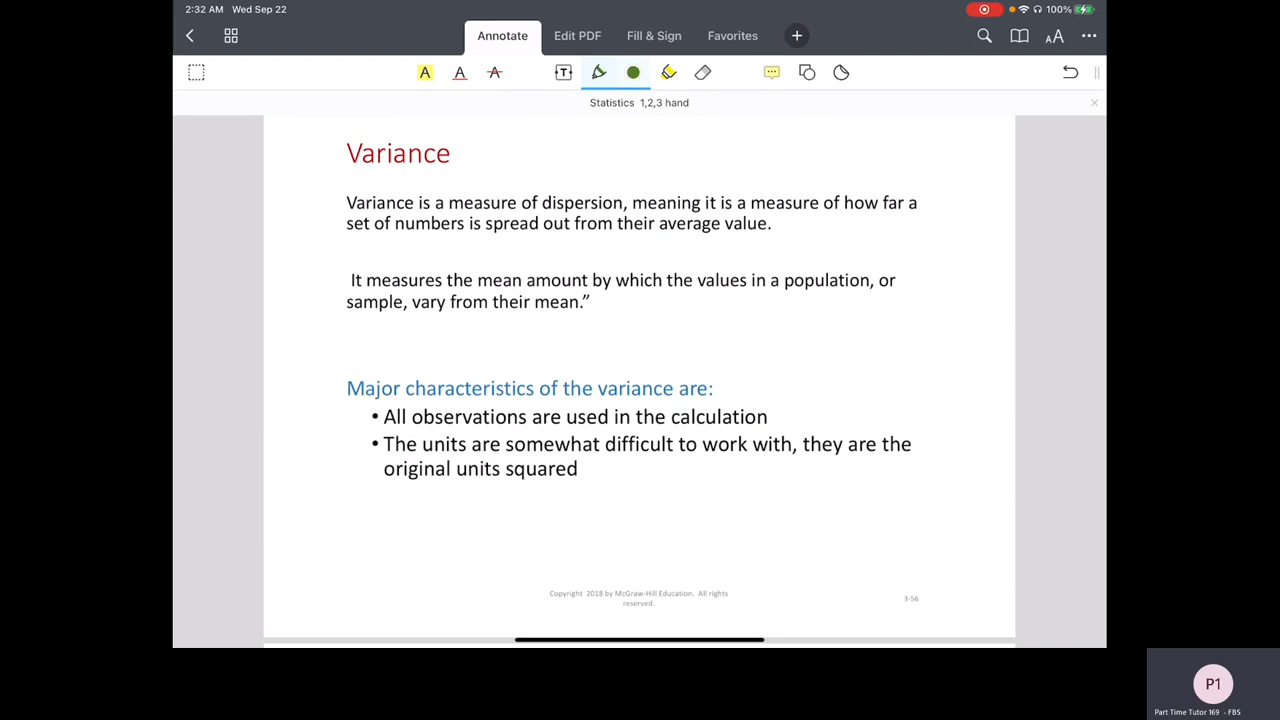 2:32 AM Wed Sep 22
100%
Annotate Edit PDF Fill & Sign Favorites
AA
A A A T
Statistics 1,2,3 hand
Variance
Variance is a measure of dispersion, meaning it is a measure of how far a
set of numbers is spread out from their average value.
It measures the mean amount by which the values in a population, or
sample, vary from their mean.”
Major characteristics of the variance are:
• All observations are used in the calculation
• The units are somewhat difficult to work with, they are the
original units squared
Copyright 2018 by McGraw-Hill Education. All rights
reserved.
3-56
P1
Part Time Tutor 169 - FBS